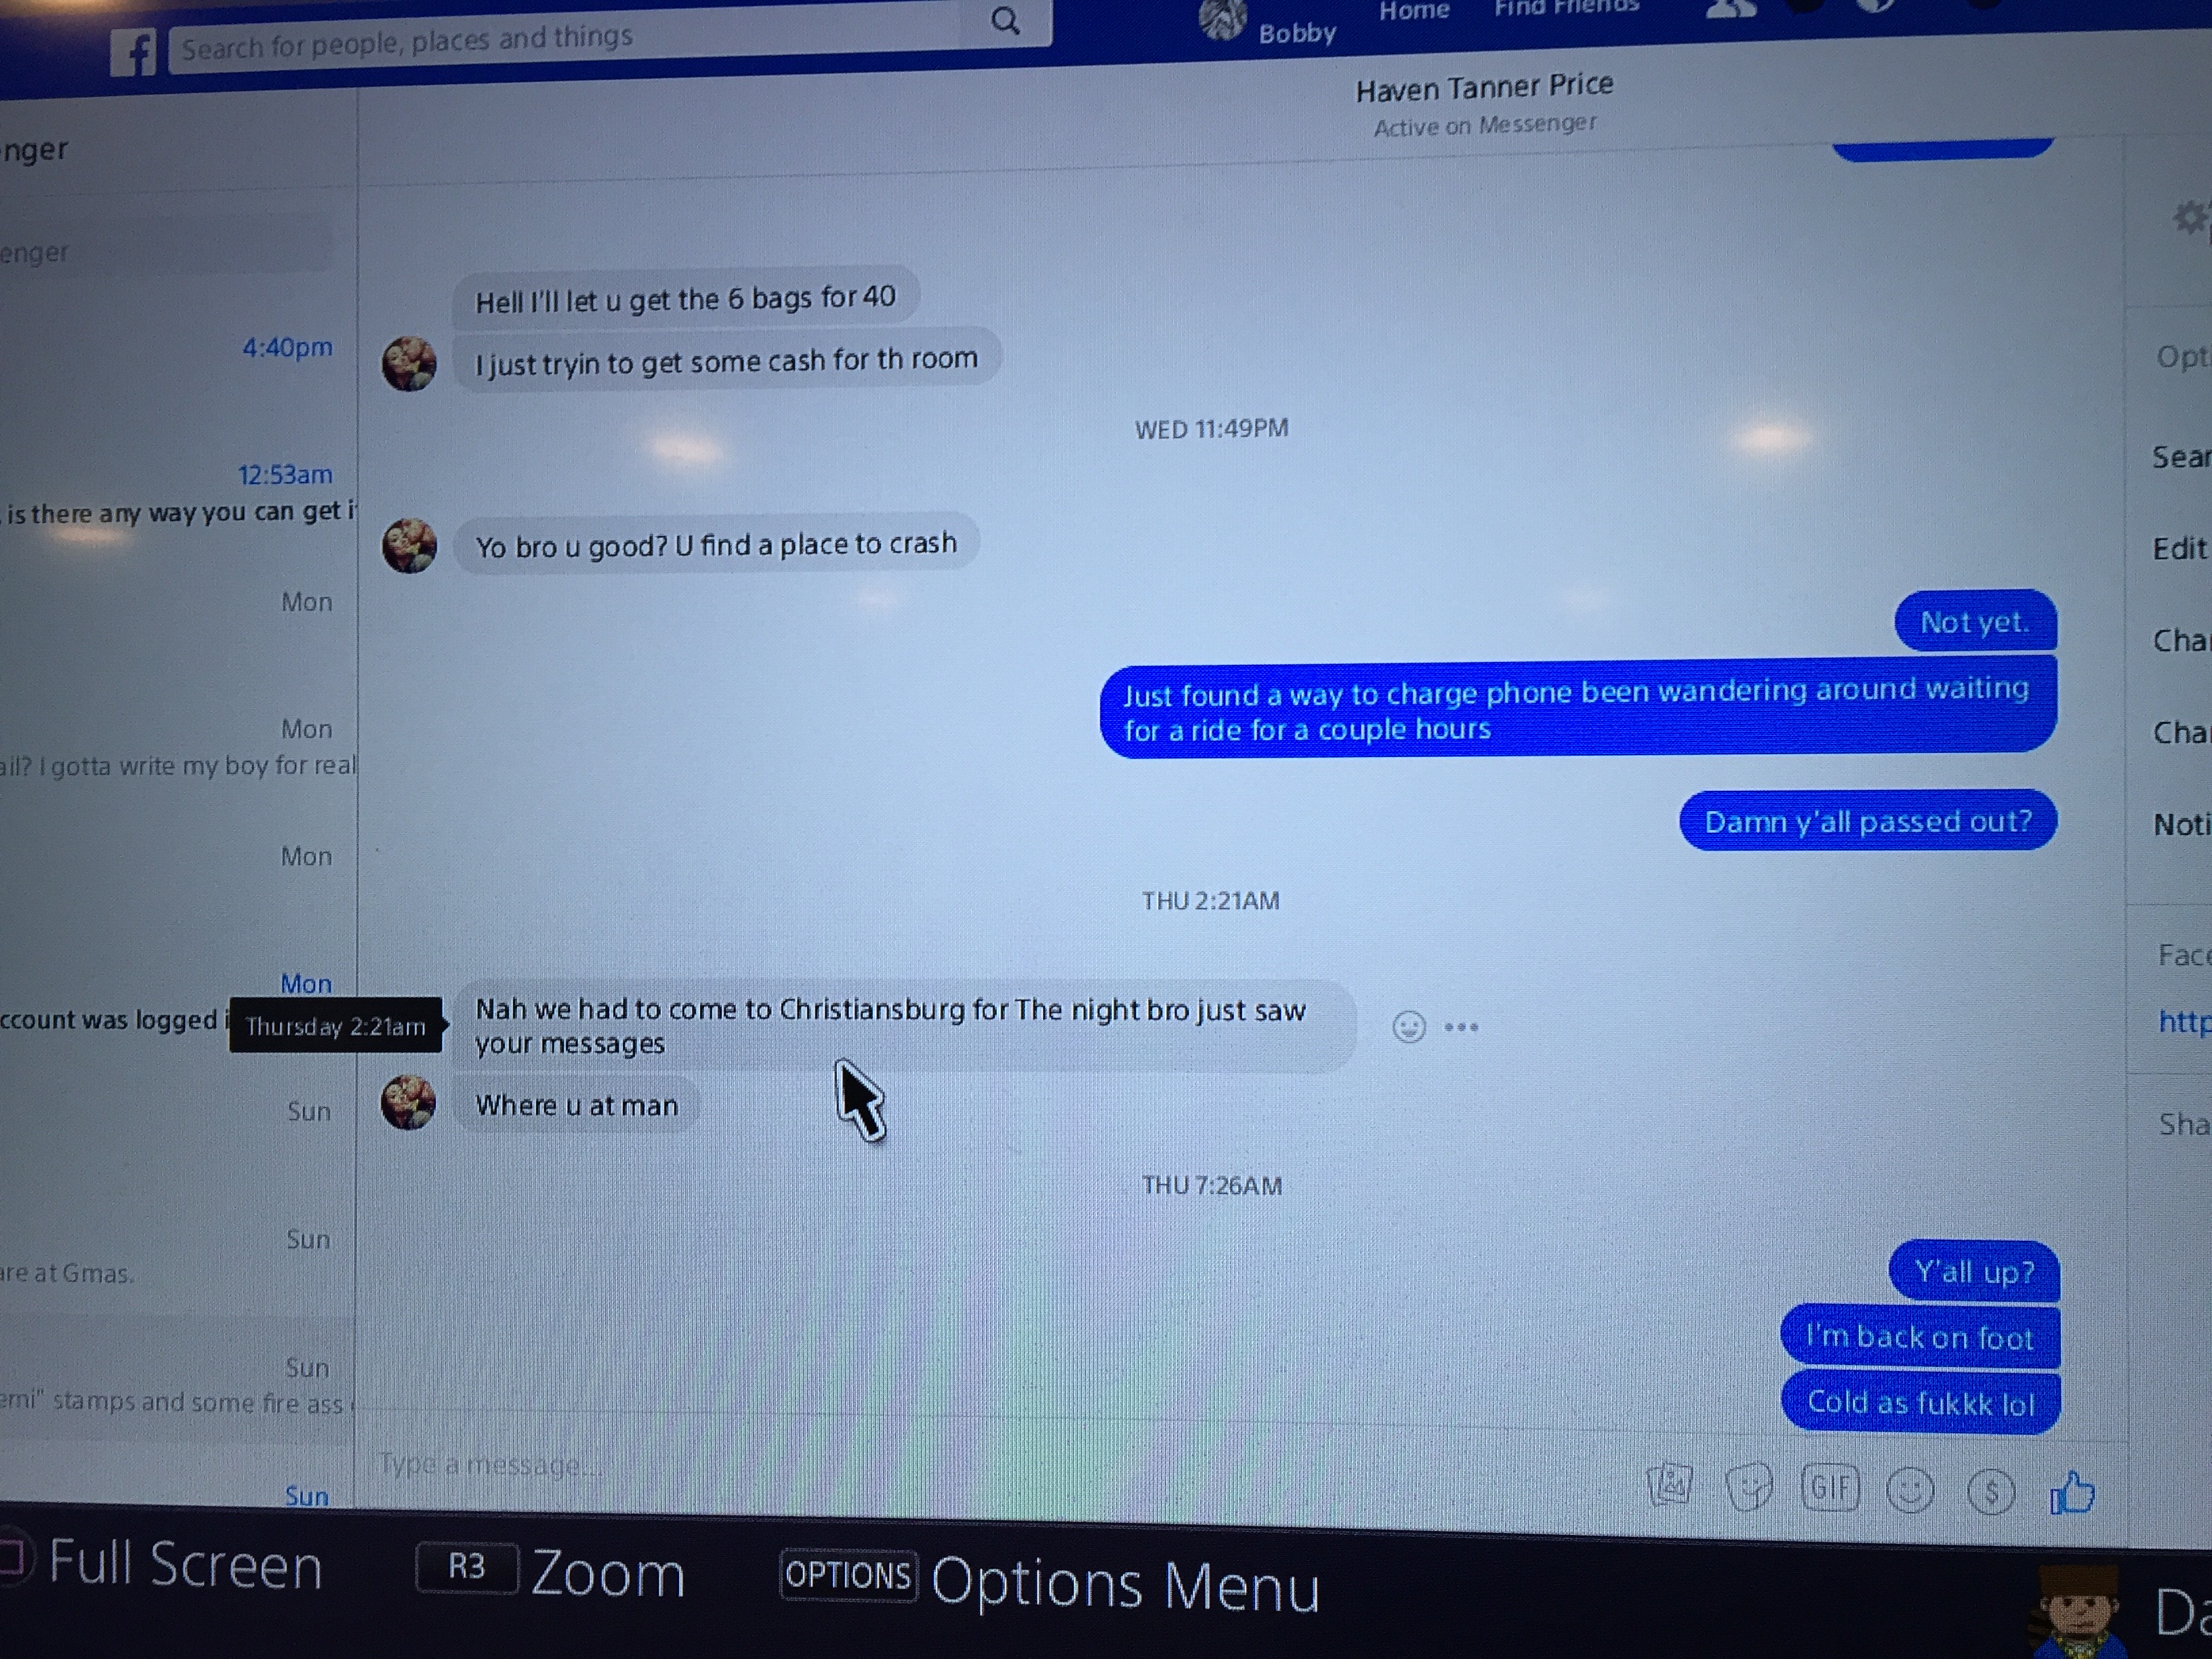 f
Search for people, places and things
Bobby
Home
Find Friends
Haven Tanner Price
Active on Messenger
nger
enger
4:40pm
12:53am
is there any way you can get
Mon
Mon
ail? I gotta write my boy for real
Mon
Mon
ccount was logged
Thursday 2:21am
Sun
Sun
are at Gmas.
Sun
emi" stamps and some fire ass
Sun
Hell I'll let u get the 6 bags for 40
I just tryin to get some cash for th room
WED 11:49PM
Yo bro u good? U find a place to crash
Not yet.
Just found a way to charge phone been wandering around waiting
for a ride for a couple hours
Damn y'all passed out?
THU 2:21AM
Nah we had to come to Christiansburg for The night bro just saw
your messages
Where u at man
THU 7:26AM
Y'all up?
I'm back on foot
Cold as fukkk lol
Type a message...
GIF
$
Opt
Sear
Edit
Cha
Cha
Noti
Face
http
Sha
Full Screen
R3 Zoom
OPTIONS Options Menu
Da